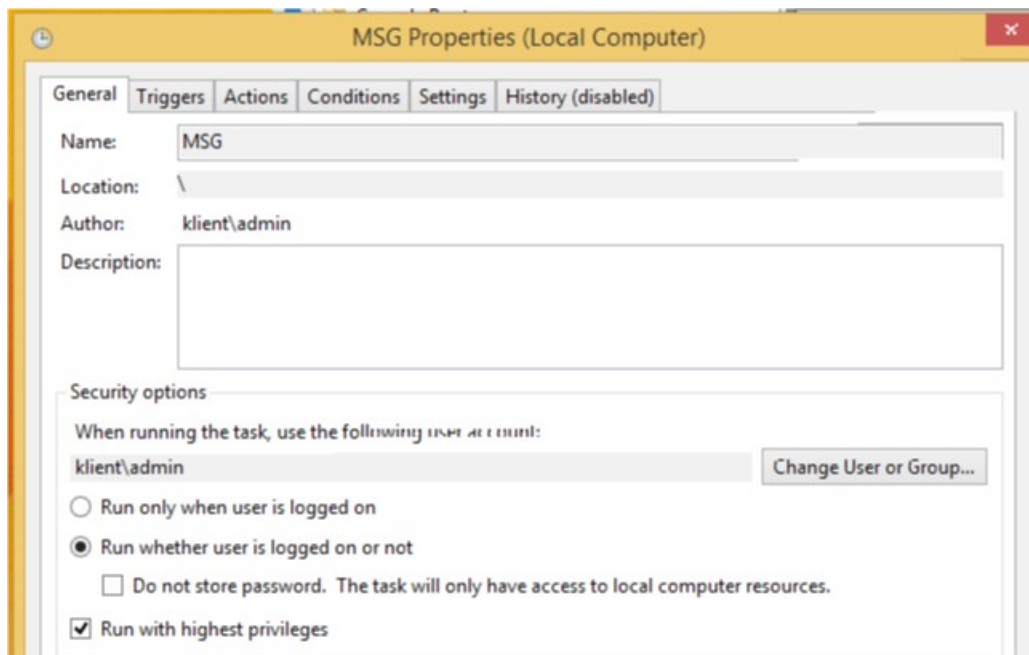 MSG Properties (Local Computer)
General Triggers Actions Conditions Settings History (disabled)
Name: MSG
Location: \
Author: klient\admin
Description:
Security options
When running the task, use the following user account:
klient\admin Change User or Group...
Run only when user is logged on
Run whether user is logged on or not
Do not store password. The task will only have access to local computer resources.
Run with highest privileges